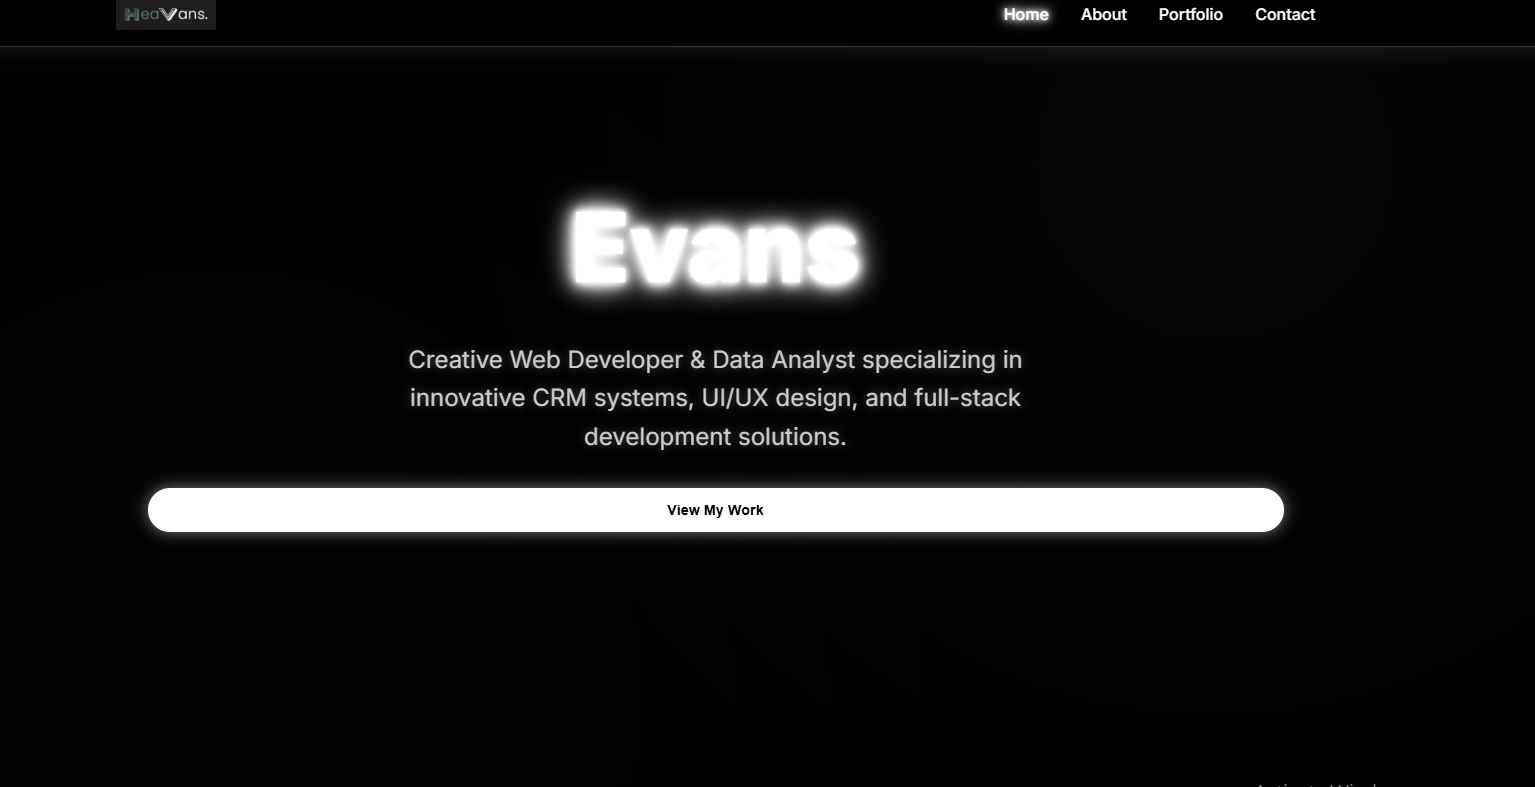 HeaVans.
Home About Portfolio Contact
Evans
Creative Web Developer & Data Analyst specializing in
innovative CRM systems, UI/UX design, and full-stack
development solutions.
View My Work